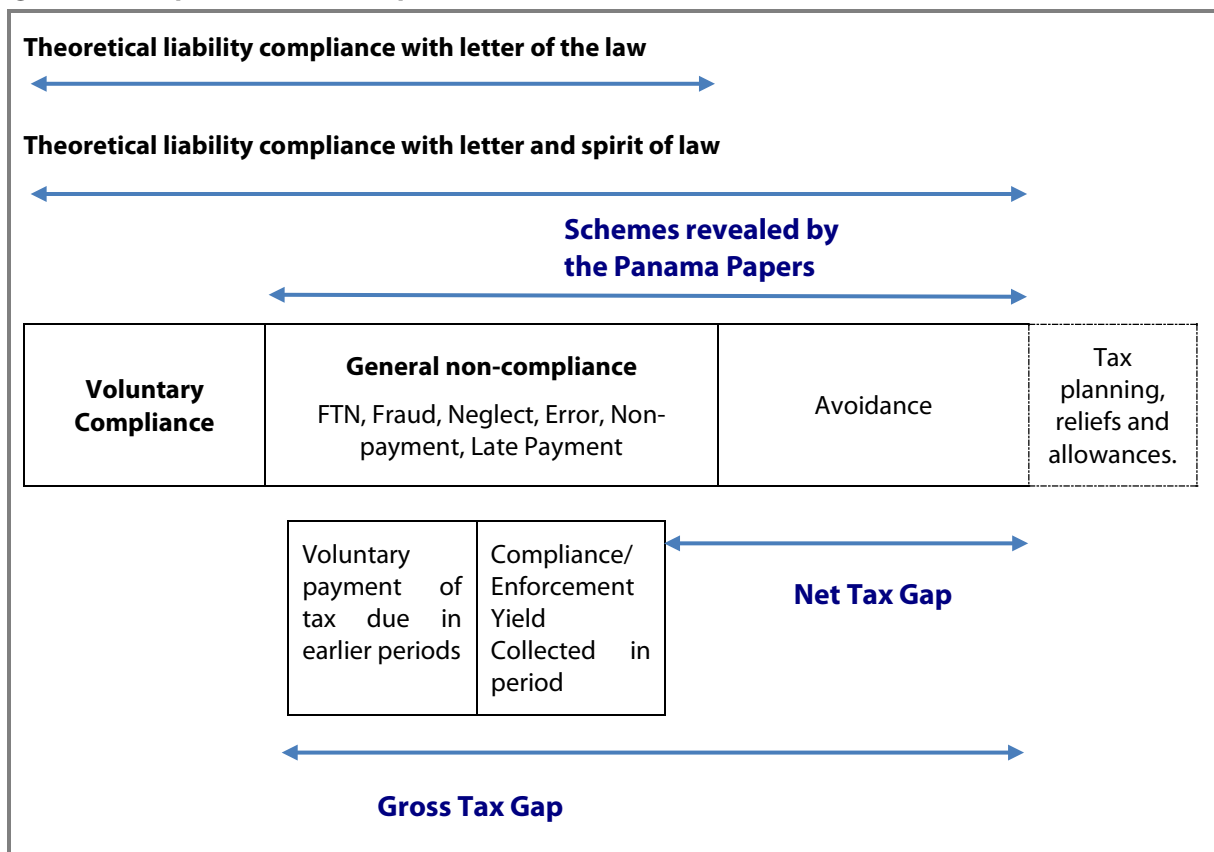 Theoretical liability compliance with letter of the law
Theoretical liability compliance with letter and spirit of law
Schemes revealed by
the Panama Papers
Voluntary
Compliance
General non-compliance
FTN, Fraud, Neglect, Error, Non-
payment, Late Payment
Avoidance
Tax
planning,
reliefs and
allowances.
Voluntary
payment of
tax due in
earlier periods
Compliance/
Enforcement
Yield
Collected in
period
Net Tax Gap
Gross Tax Gap